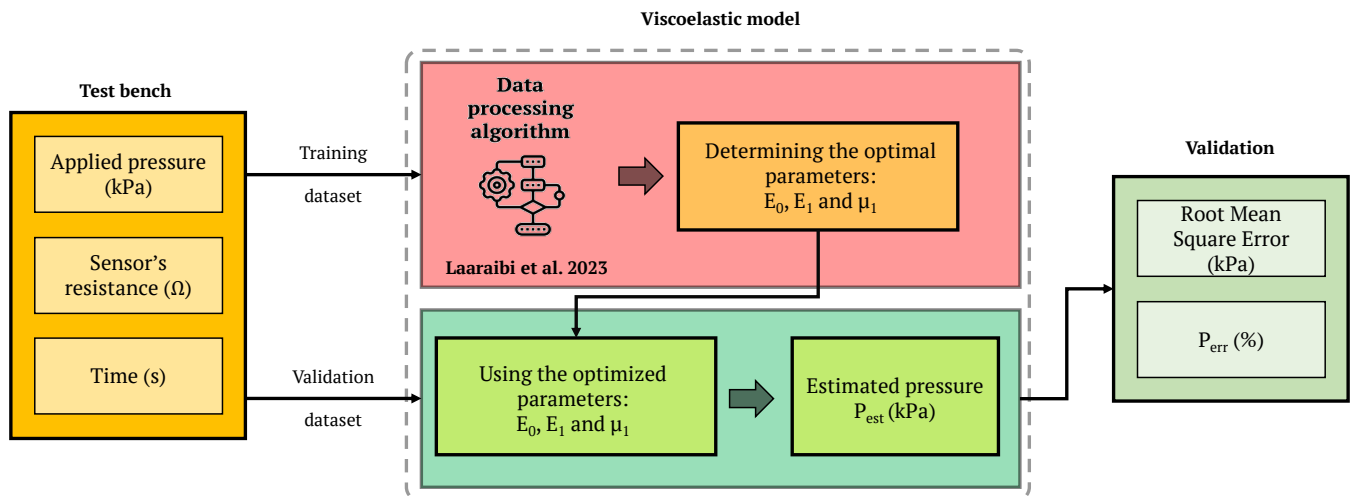 Viscoelastic model
Test bench
Applied pressure
(kPa)
Sensor's
resistance (Ω)
Time (s)
Training
dataset
Validation
dataset
Data
processing
algorithm
Laaraibi et al. 2023
Determining the optimal
parameters:
E₀, E₁ and µ₁
Using the optimized
parameters:
E₀, E₁ and µ₁
Estimated pressure
Pₑₛₜ (kPa)
Validation
Root Mean
Square Error
(kPa)
Pₑᵣᵣ (%)